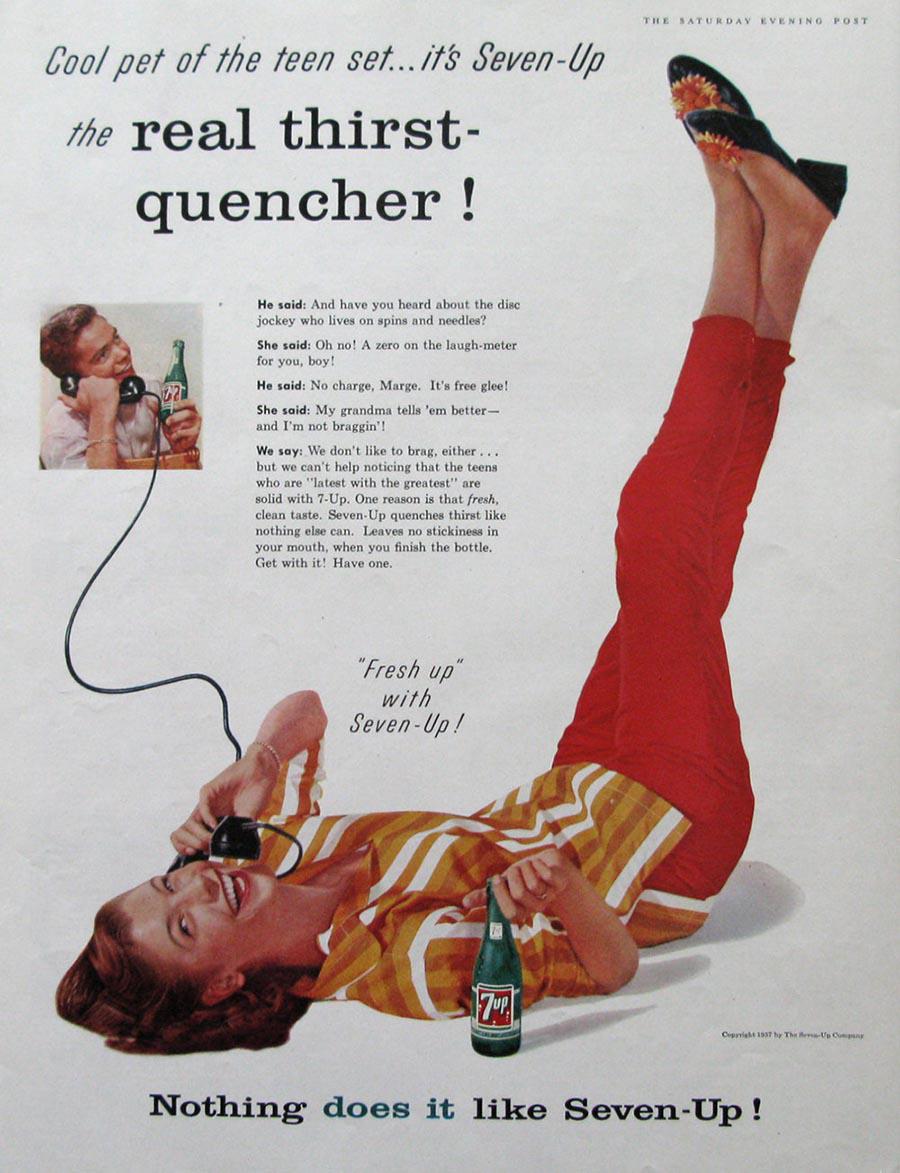 THE SATURDAY EVENING POST
Cool pet of the teen set...it's Seven-Up
the real thirst-
quencher!
He said: And have you heard about the disc
jockey who lives on spins and needles?
She said: Oh no! A zero on the laugh-meter
for you, boy!
He said: No charge, Marge. It's free glee!
She said: My grandma tells 'em better—
and I'm not braggin'!
We say: We don't like to brag, either . . .
but we can't help noticing that the teens
who are "latest with the greatest" are
solid with 7-Up. One reason is that fresh,
clean taste. Seven-Up quenches thirst like
nothing else can. Leaves no stickiness in
your mouth, when you finish the bottle.
Get with it! Have one.
"Fresh up"
with
Seven-Up!
7up
Copyright 1957 by The Seven-Up Company
Nothing does it like Seven-Up!